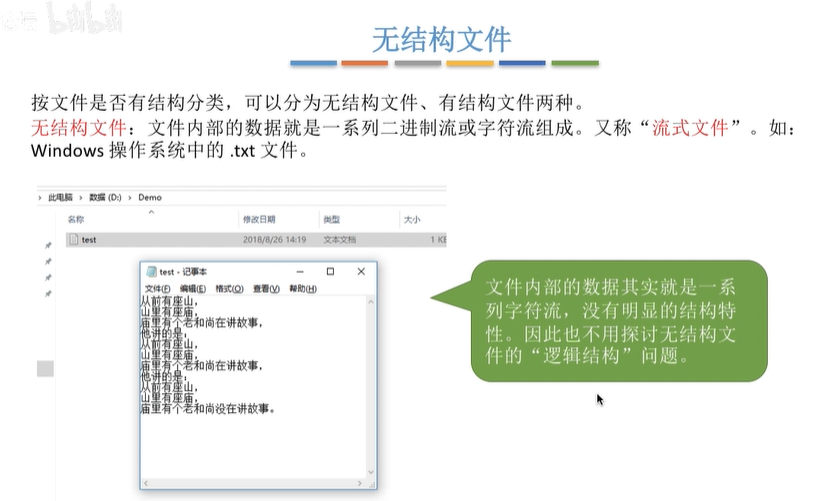 bilibili
无结构文件
按文件是否有结构分类，可以分为无结构文件、有结构文件两种。
无结构文件：文件内部的数据就是一系列二进制流或字符流组成。又称“流式文件”。如：
Windows 操作系统中的 .txt 文件。
此电脑 › 数据 (D:) › Demo
名称 修改日期 类型 大小
test 2018/8/26 14:19 文本文档 1 KB
test - 记事本
文件(F) 编辑(E) 格式(O) 查看(V) 帮助(H)
从前有座山，
山里有座庙，
庙里有个老和尚在讲故事，
他讲的是，
从前有座山，
山里有座庙，
庙里有个老和尚在讲故事，
他讲的是，
从前有座山，
山里有座庙，
庙里有个老和尚没在讲故事。
文件内部的数据其实就是一系
列字符流，没有明显的结构特
性。因此也不用探讨无结构文
件的“逻辑结构”问题。